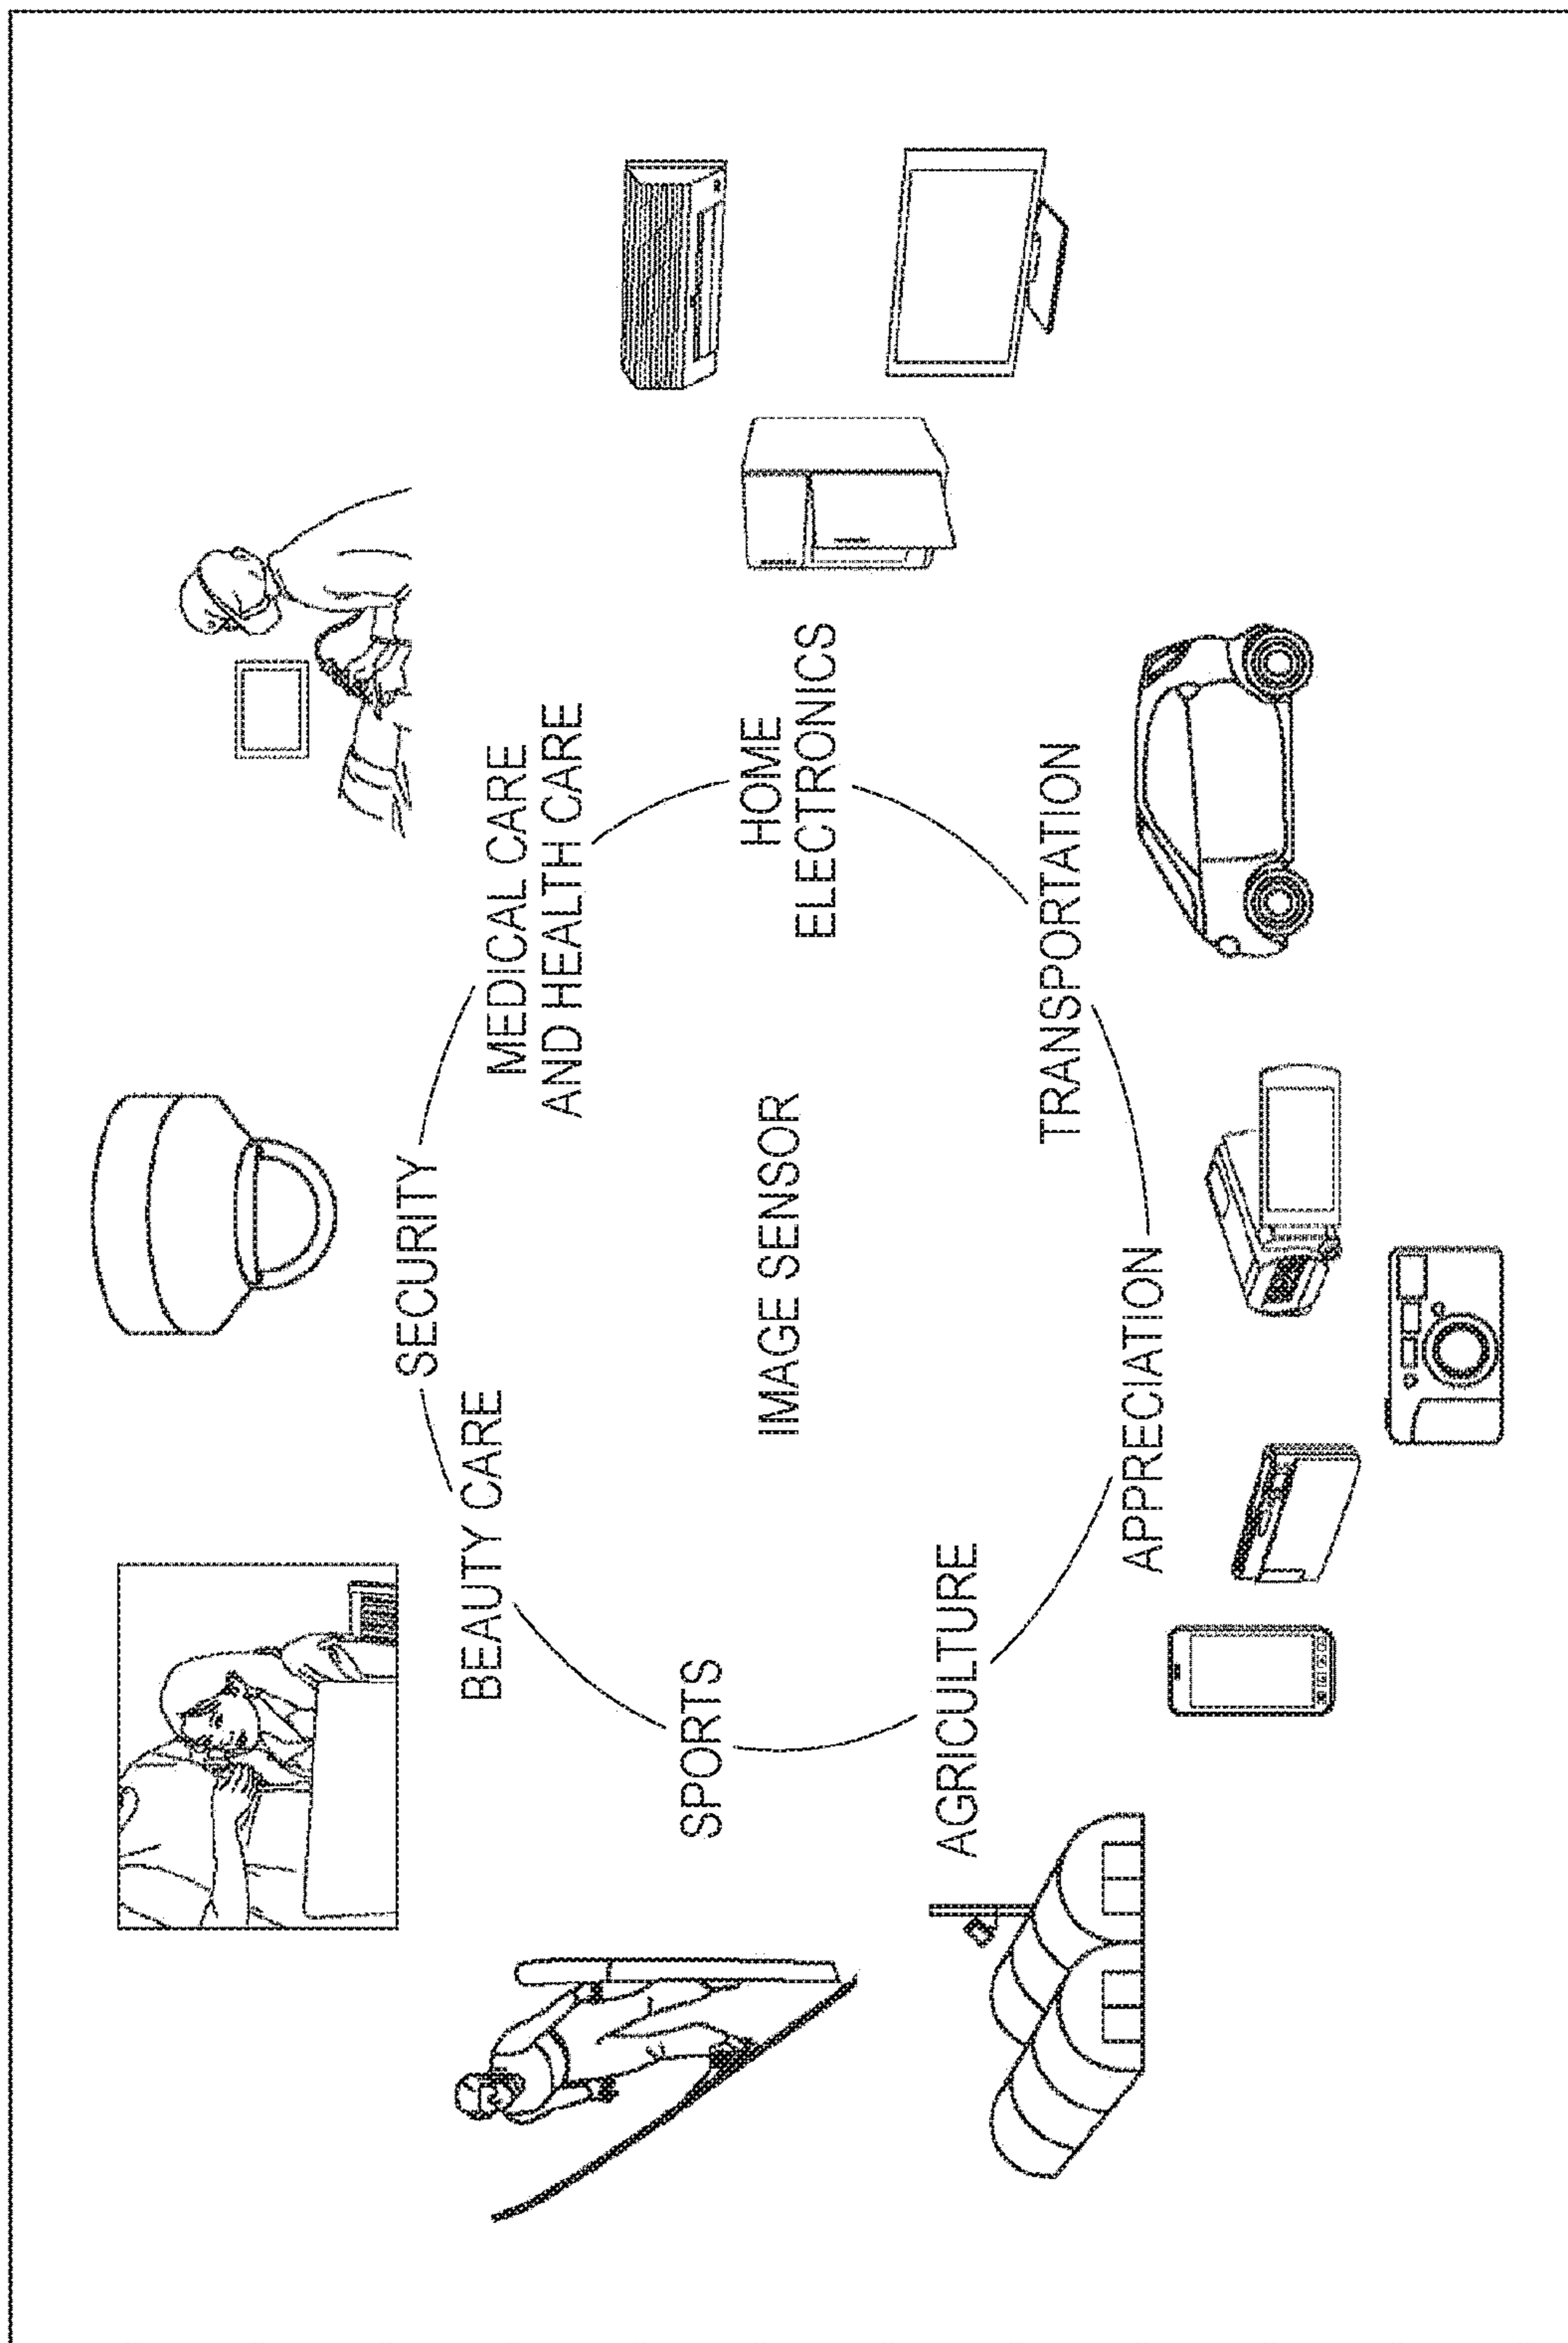 SECURITY
MEDICAL CARE
AND HEALTH CARE
BEAUTY CARE
SPORTS
HOME
ELECTRONICS
IMAGE SENSOR
AGRICULTURE
TRANSPORTATION
APPRECIATION